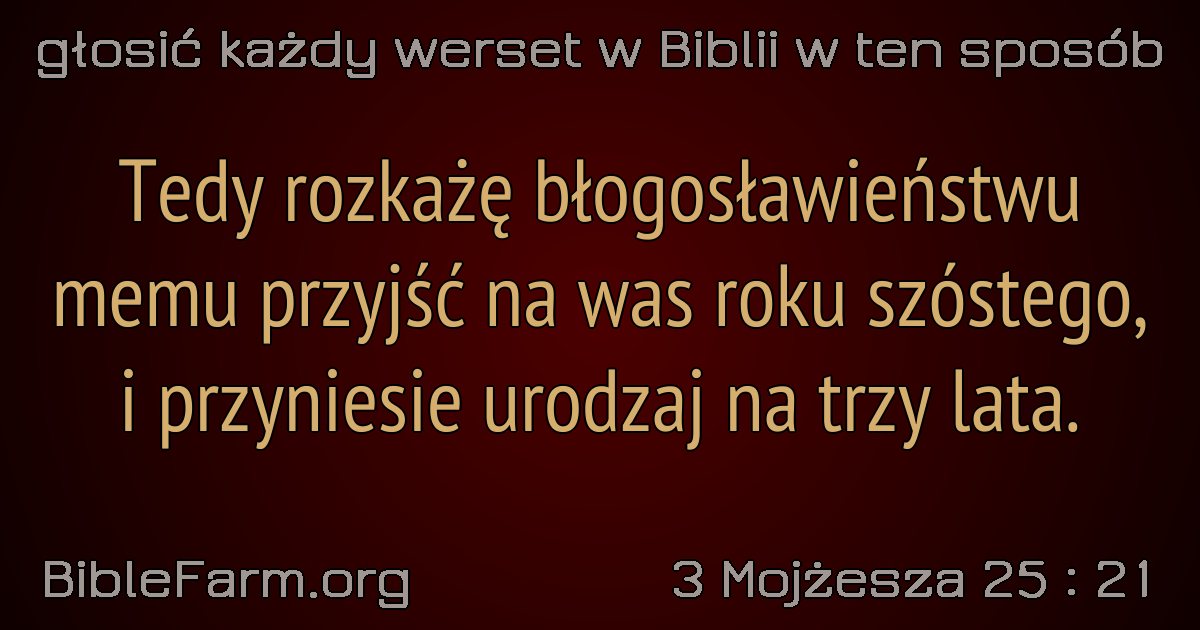 głosić każdy werset w Biblii w ten sposób
Tedy rozkażę błogosławieństwu
memu przyjść na was roku szóstego,
i przyniesie urodzaj na trzy lata.
BibleFarm.org
3 Mojżesza 25 : 21